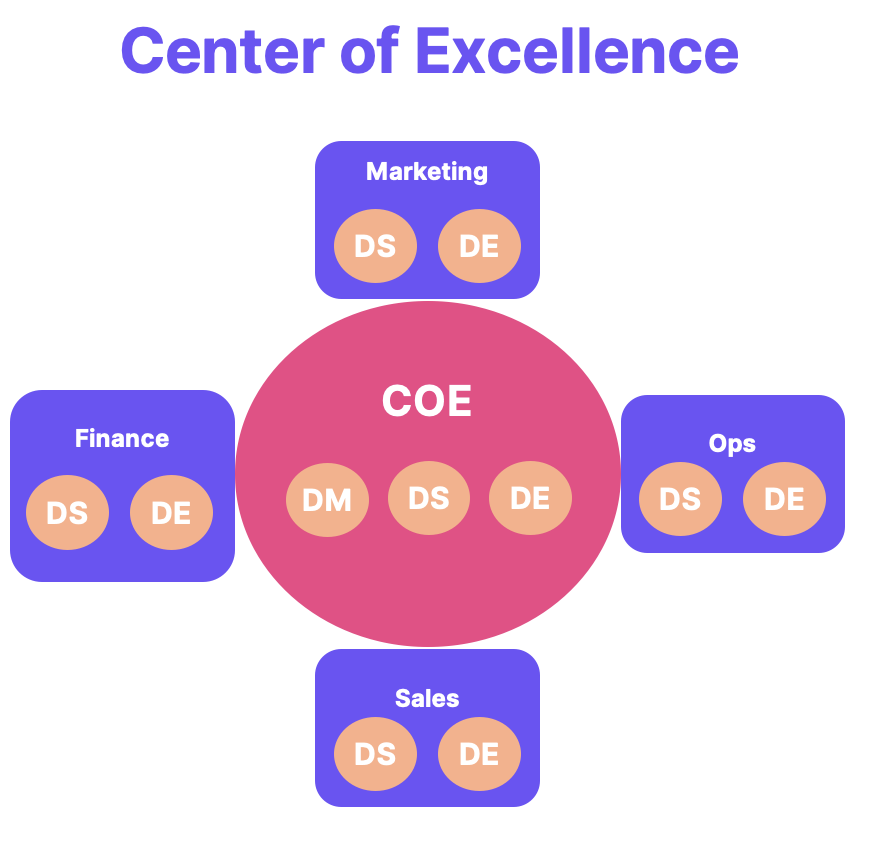 Center of Excellence
Marketing
DS DE
COE
DM DS DE
Finance
DS DE
Ops
DS DE
Sales
DS DE